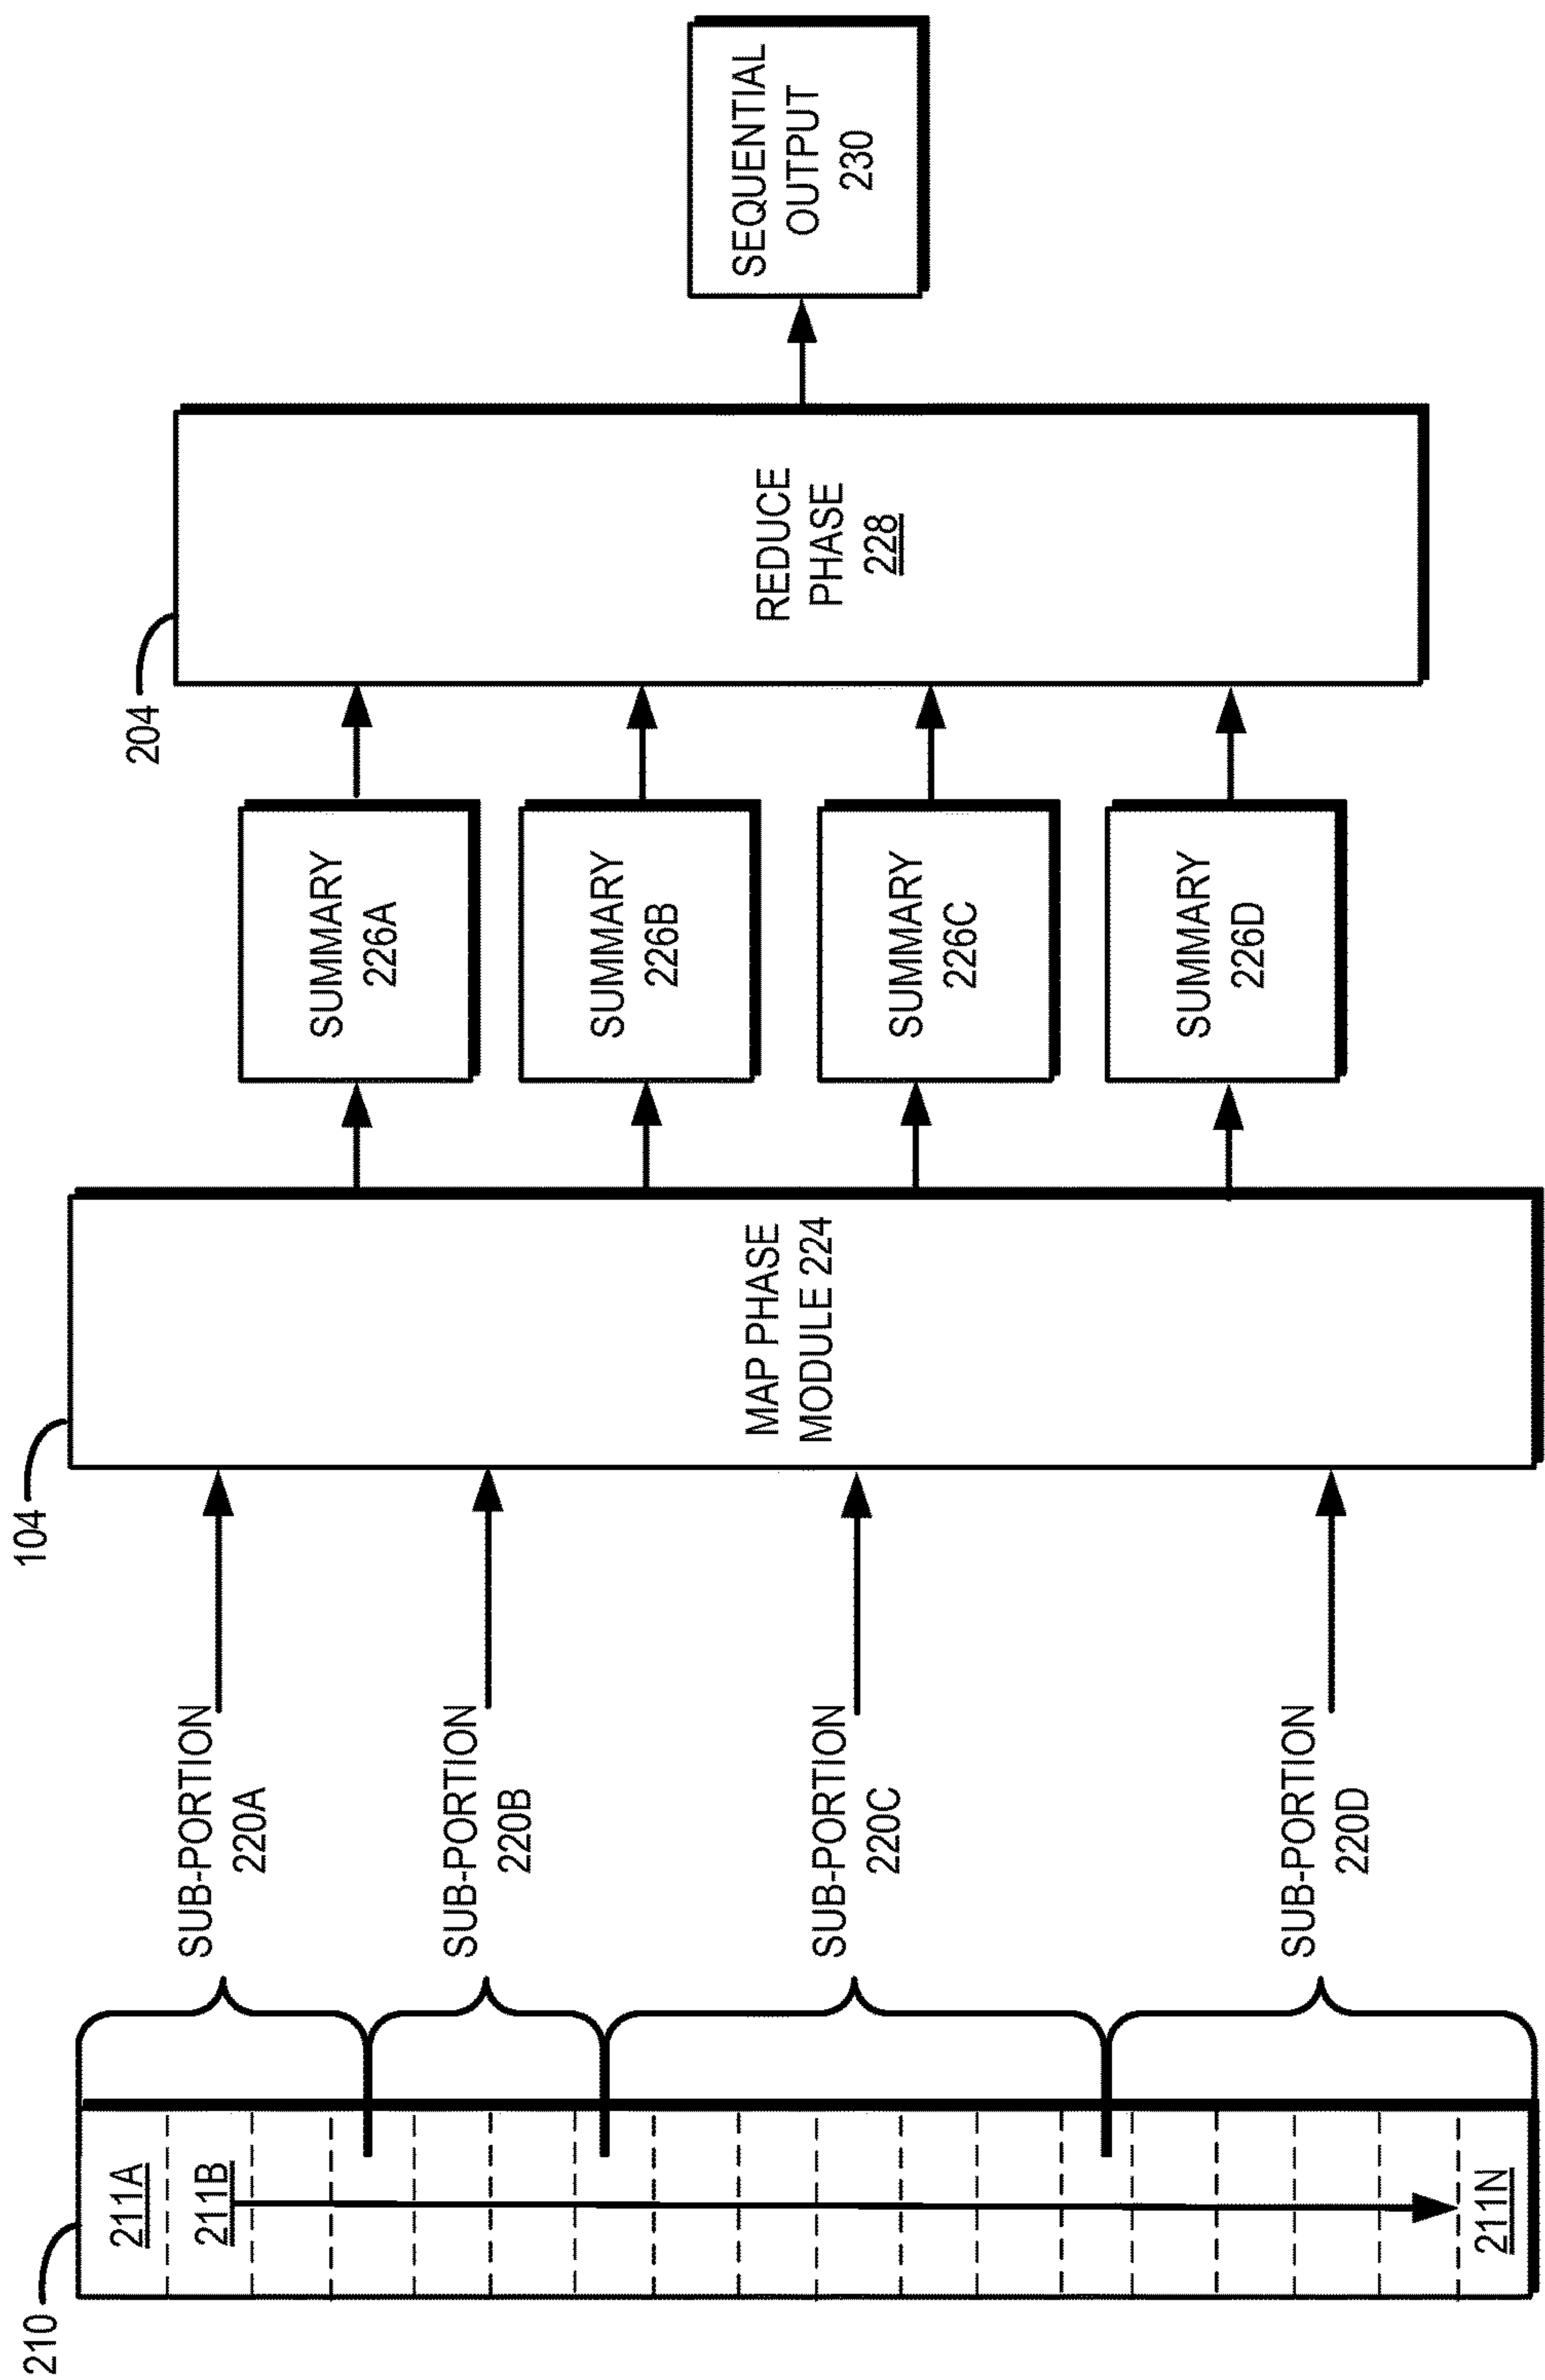 210
211A
211B
211N
SUB-PORTION
220A
SUB-PORTION
220B
SUB-PORTION
220C
SUB-PORTION
220D
104
MAP PHASE
MODULE 224
SUMMARY
226A
SUMMARY
226B
SUMMARY
226C
SUMMARY
226D
204
REDUCE
PHASE
228
SEQUENTIAL
OUTPUT
230